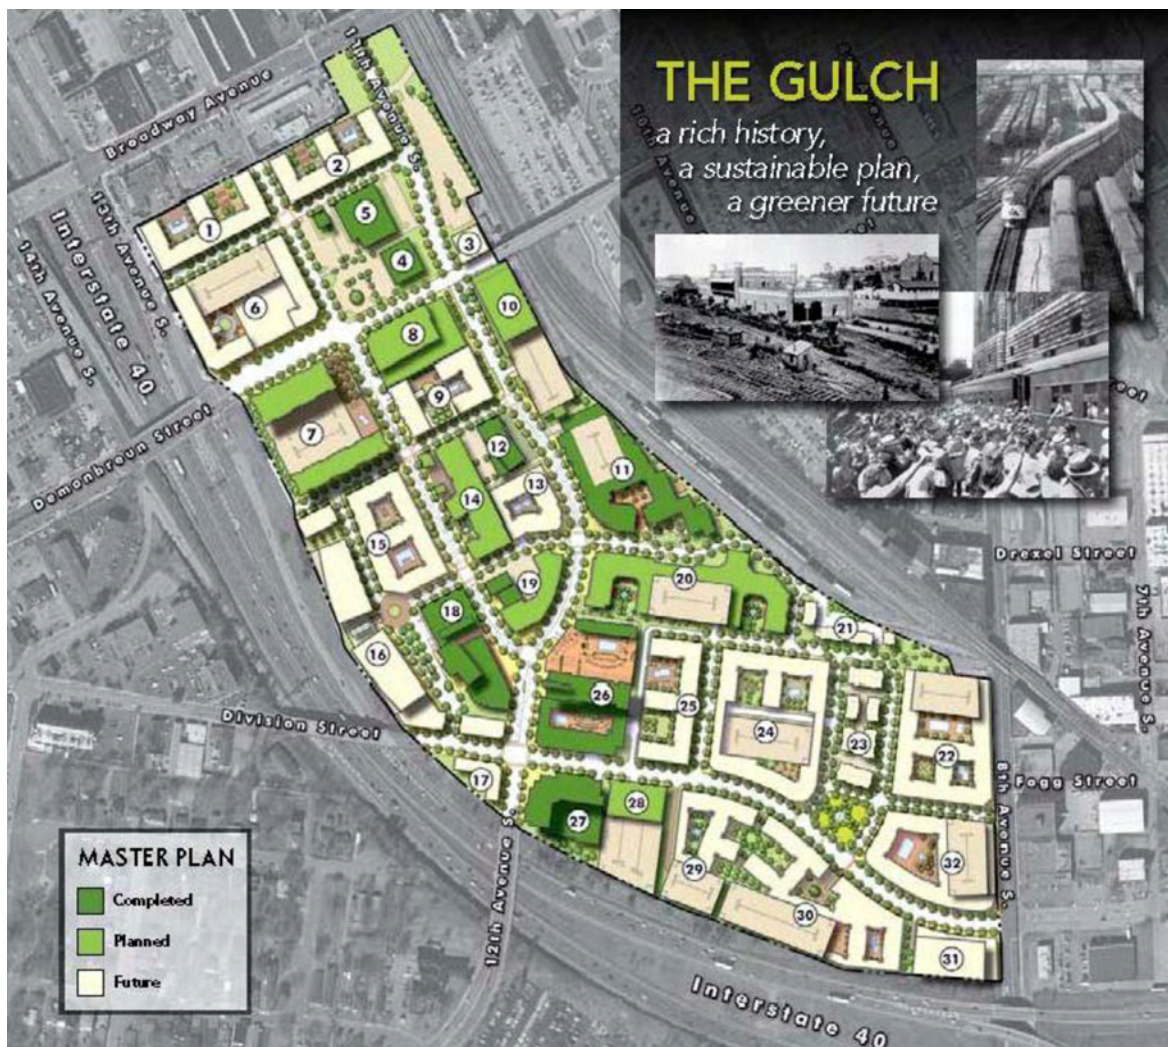 THE GULCH
a rich history,
a sustainable plan,
a greener future
Broadway Avenue
11th Avenue S.
13th Avenue S.
Interstate 40
14th Avenue S.
Demonbreun Street
10th Avenue
Street
Drexel Street
7th Avenue S.
Division Street
12th Avenue S.
Fogg Street
8th Avenue S.
Interstate 40
1
2
3
4
5
6
7
8
9
10
11
12
13
14
15
16
17
18
19
20
21
22
23
24
25
26
27
28
29
30
31
32
MASTER PLAN
Completed
Planned
Future